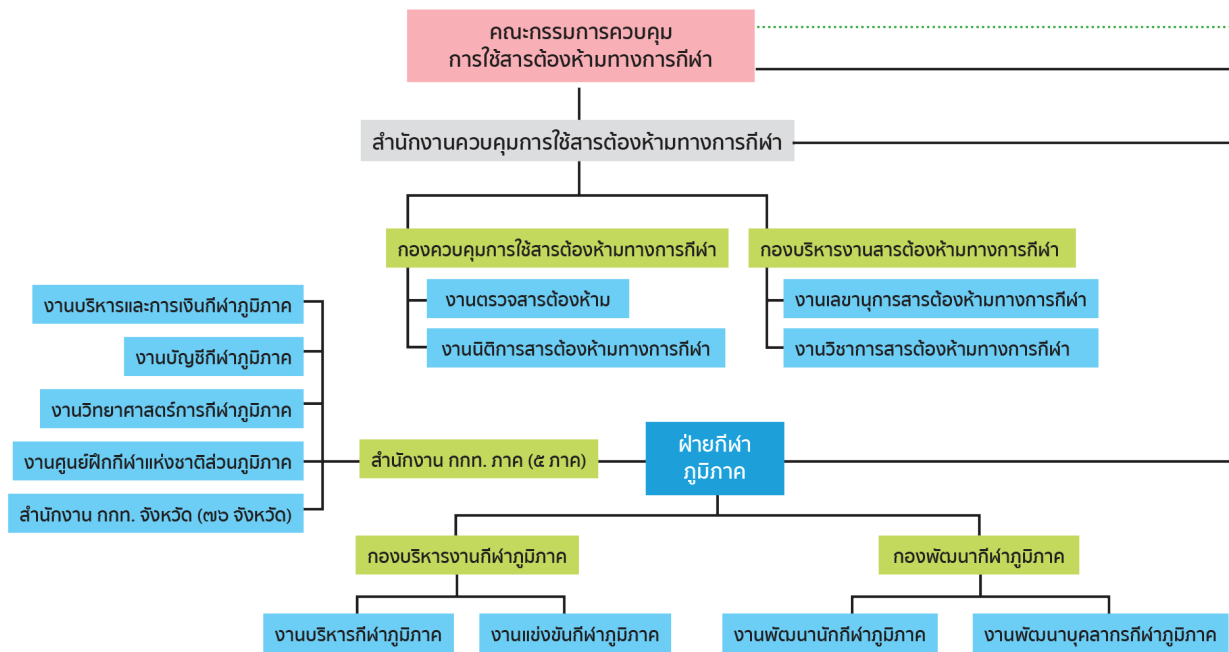 คณะกรรมการควบคุม
การใช้สารต้องห้ามทางการกีฬา
สำนักงานควบคุมการใช้สารต้องห้ามทางการกีฬา
กองควบคุมการใช้สารต้องห้ามทางการกีฬา
กองบริหารงานสารต้องห้ามทางการกีฬา
งานตรวจสารต้องห้าม
งานเลขานุการสารต้องห้ามทางการกีฬา
งานนิติการสารต้องห้ามทางการกีฬา
งานวิชาการสารต้องห้ามทางการกีฬา
งานบริหารและการเงินกีฬาภูมิภาค
งานบัญชีกีฬาภูมิภาค
งานวิทยาศาสตร์การกีฬาภูมิภาค
งานศูนย์ฝึกกีฬาแห่งชาติส่วนภูมิภาค
สำนักงาน กกท. จังหวัด (๗๖ จังหวัด)
สำนักงาน กกท. ภาค (๕ ภาค)
ฝ่ายกีฬา
ภูมิภาค
กองบริหารงานกีฬาภูมิภาค
กองพัฒนากีฬาภูมิภาค
งานบริหารกีฬาภูมิภาค
งานแข่งขันกีฬาภูมิภาค
งานพัฒนานักกีฬาภูมิภาค
งานพัฒนาบุคลากรกีฬาภูมิภาค